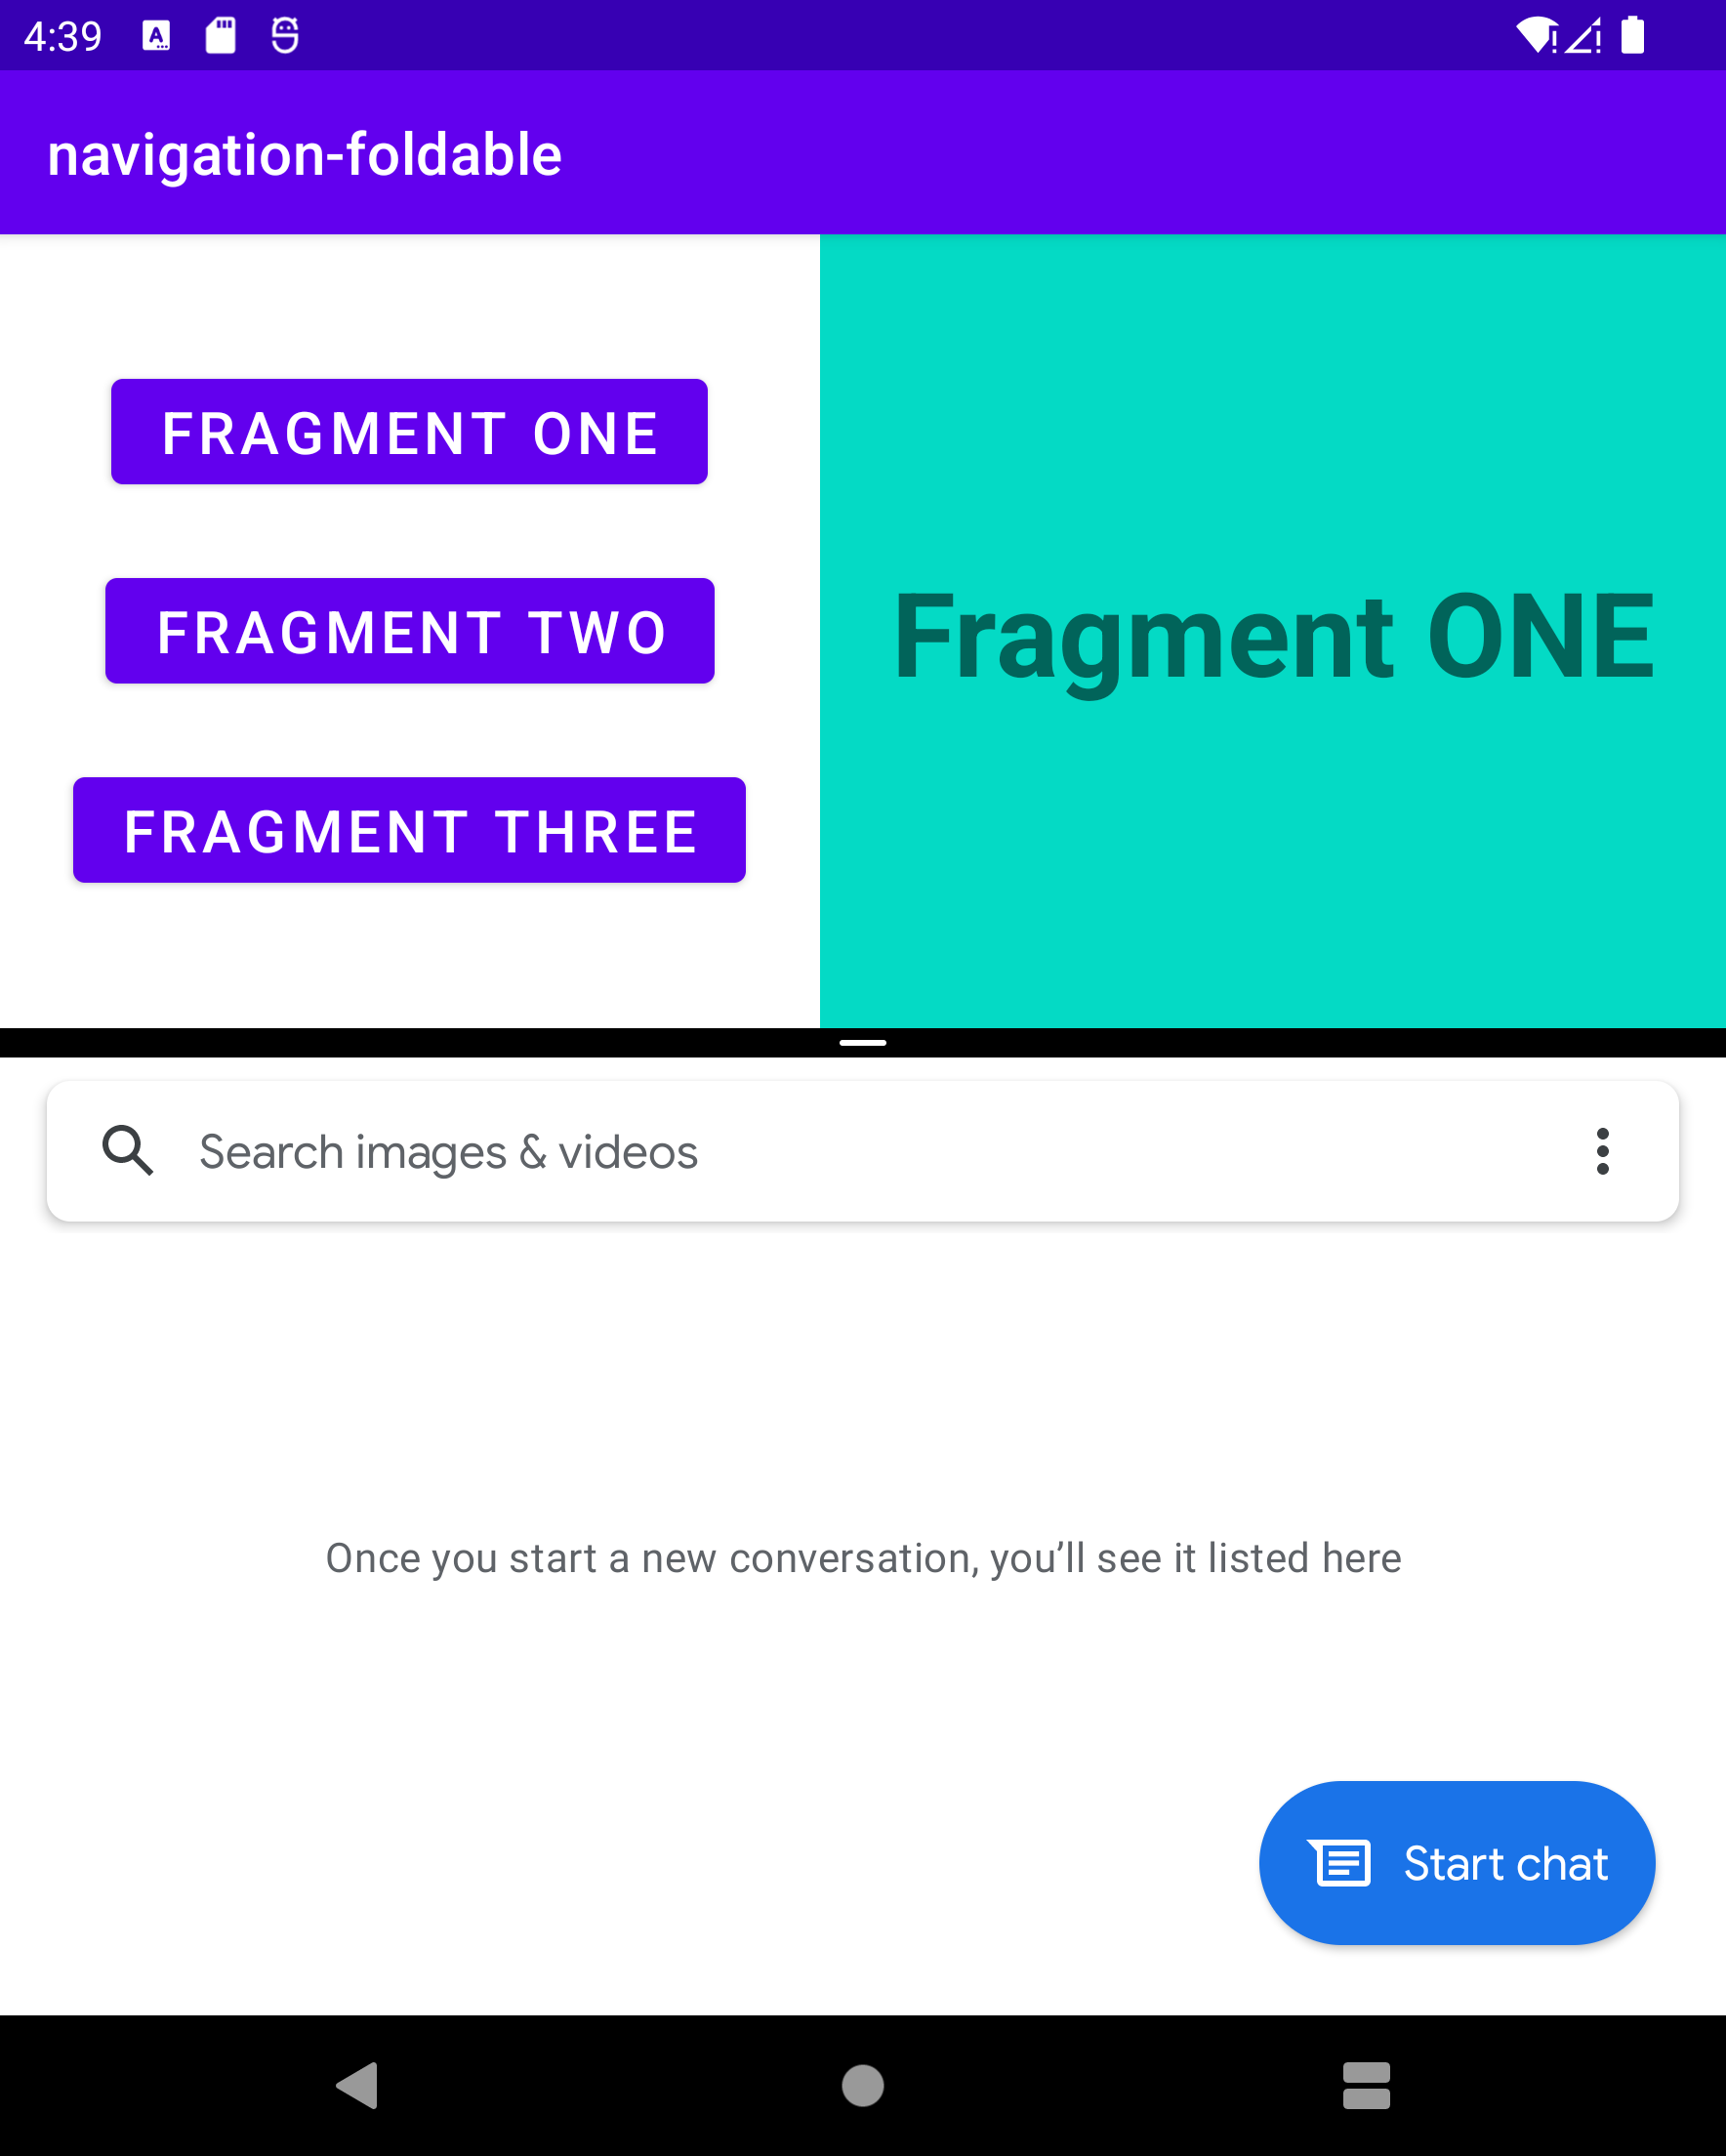 4:39
navigation-foldable
FRAGMENT ONE
FRAGMENT TWO
FRAGMENT THREE
Fragment ONE
Search images & videos
Once you start a new conversation, you’ll see it listed here
Start chat